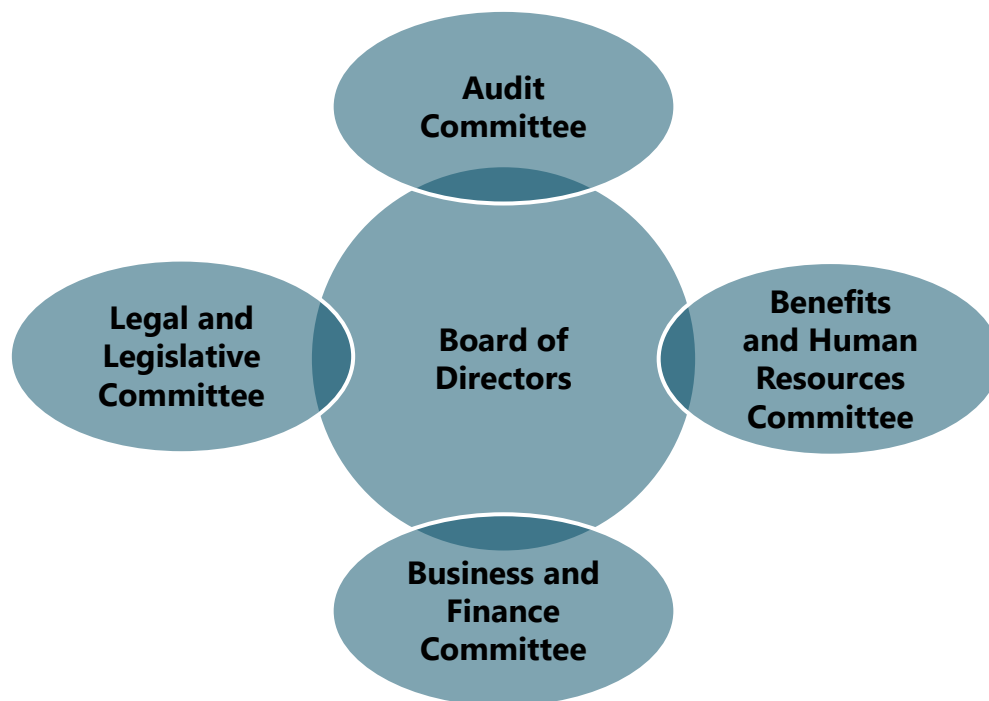 Audit
Committee
Legal and
Legislative
Committee
Board of
Directors
Benefits
and Human
Resources
Committee
Business and
Finance
Committee